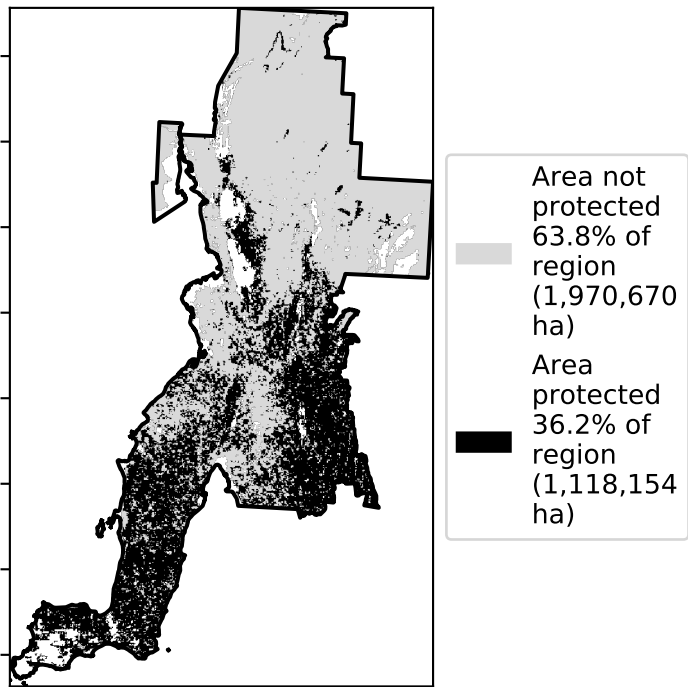 Area not
protected
63.8% of
region
(1,970,670
ha)
Area
protected
36.2% of
region
(1,118,154
ha)